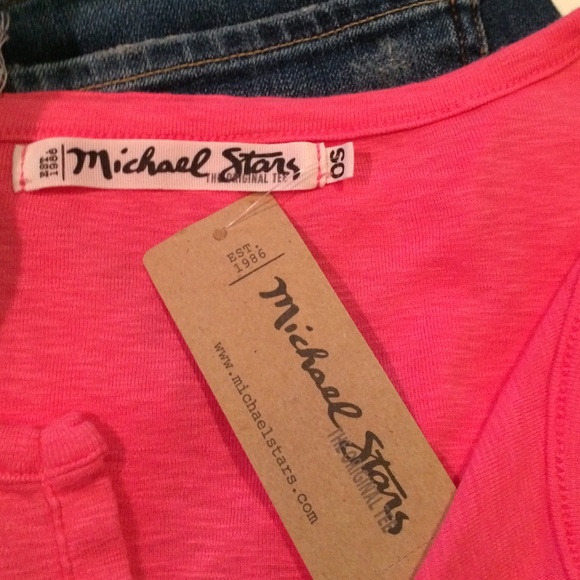 EST.
1986
Michael Stars
THE ORIGINAL TEE
OS
EST.
1986
Michael Stars
THE ORIGINAL TEE
www.michaelstars.com